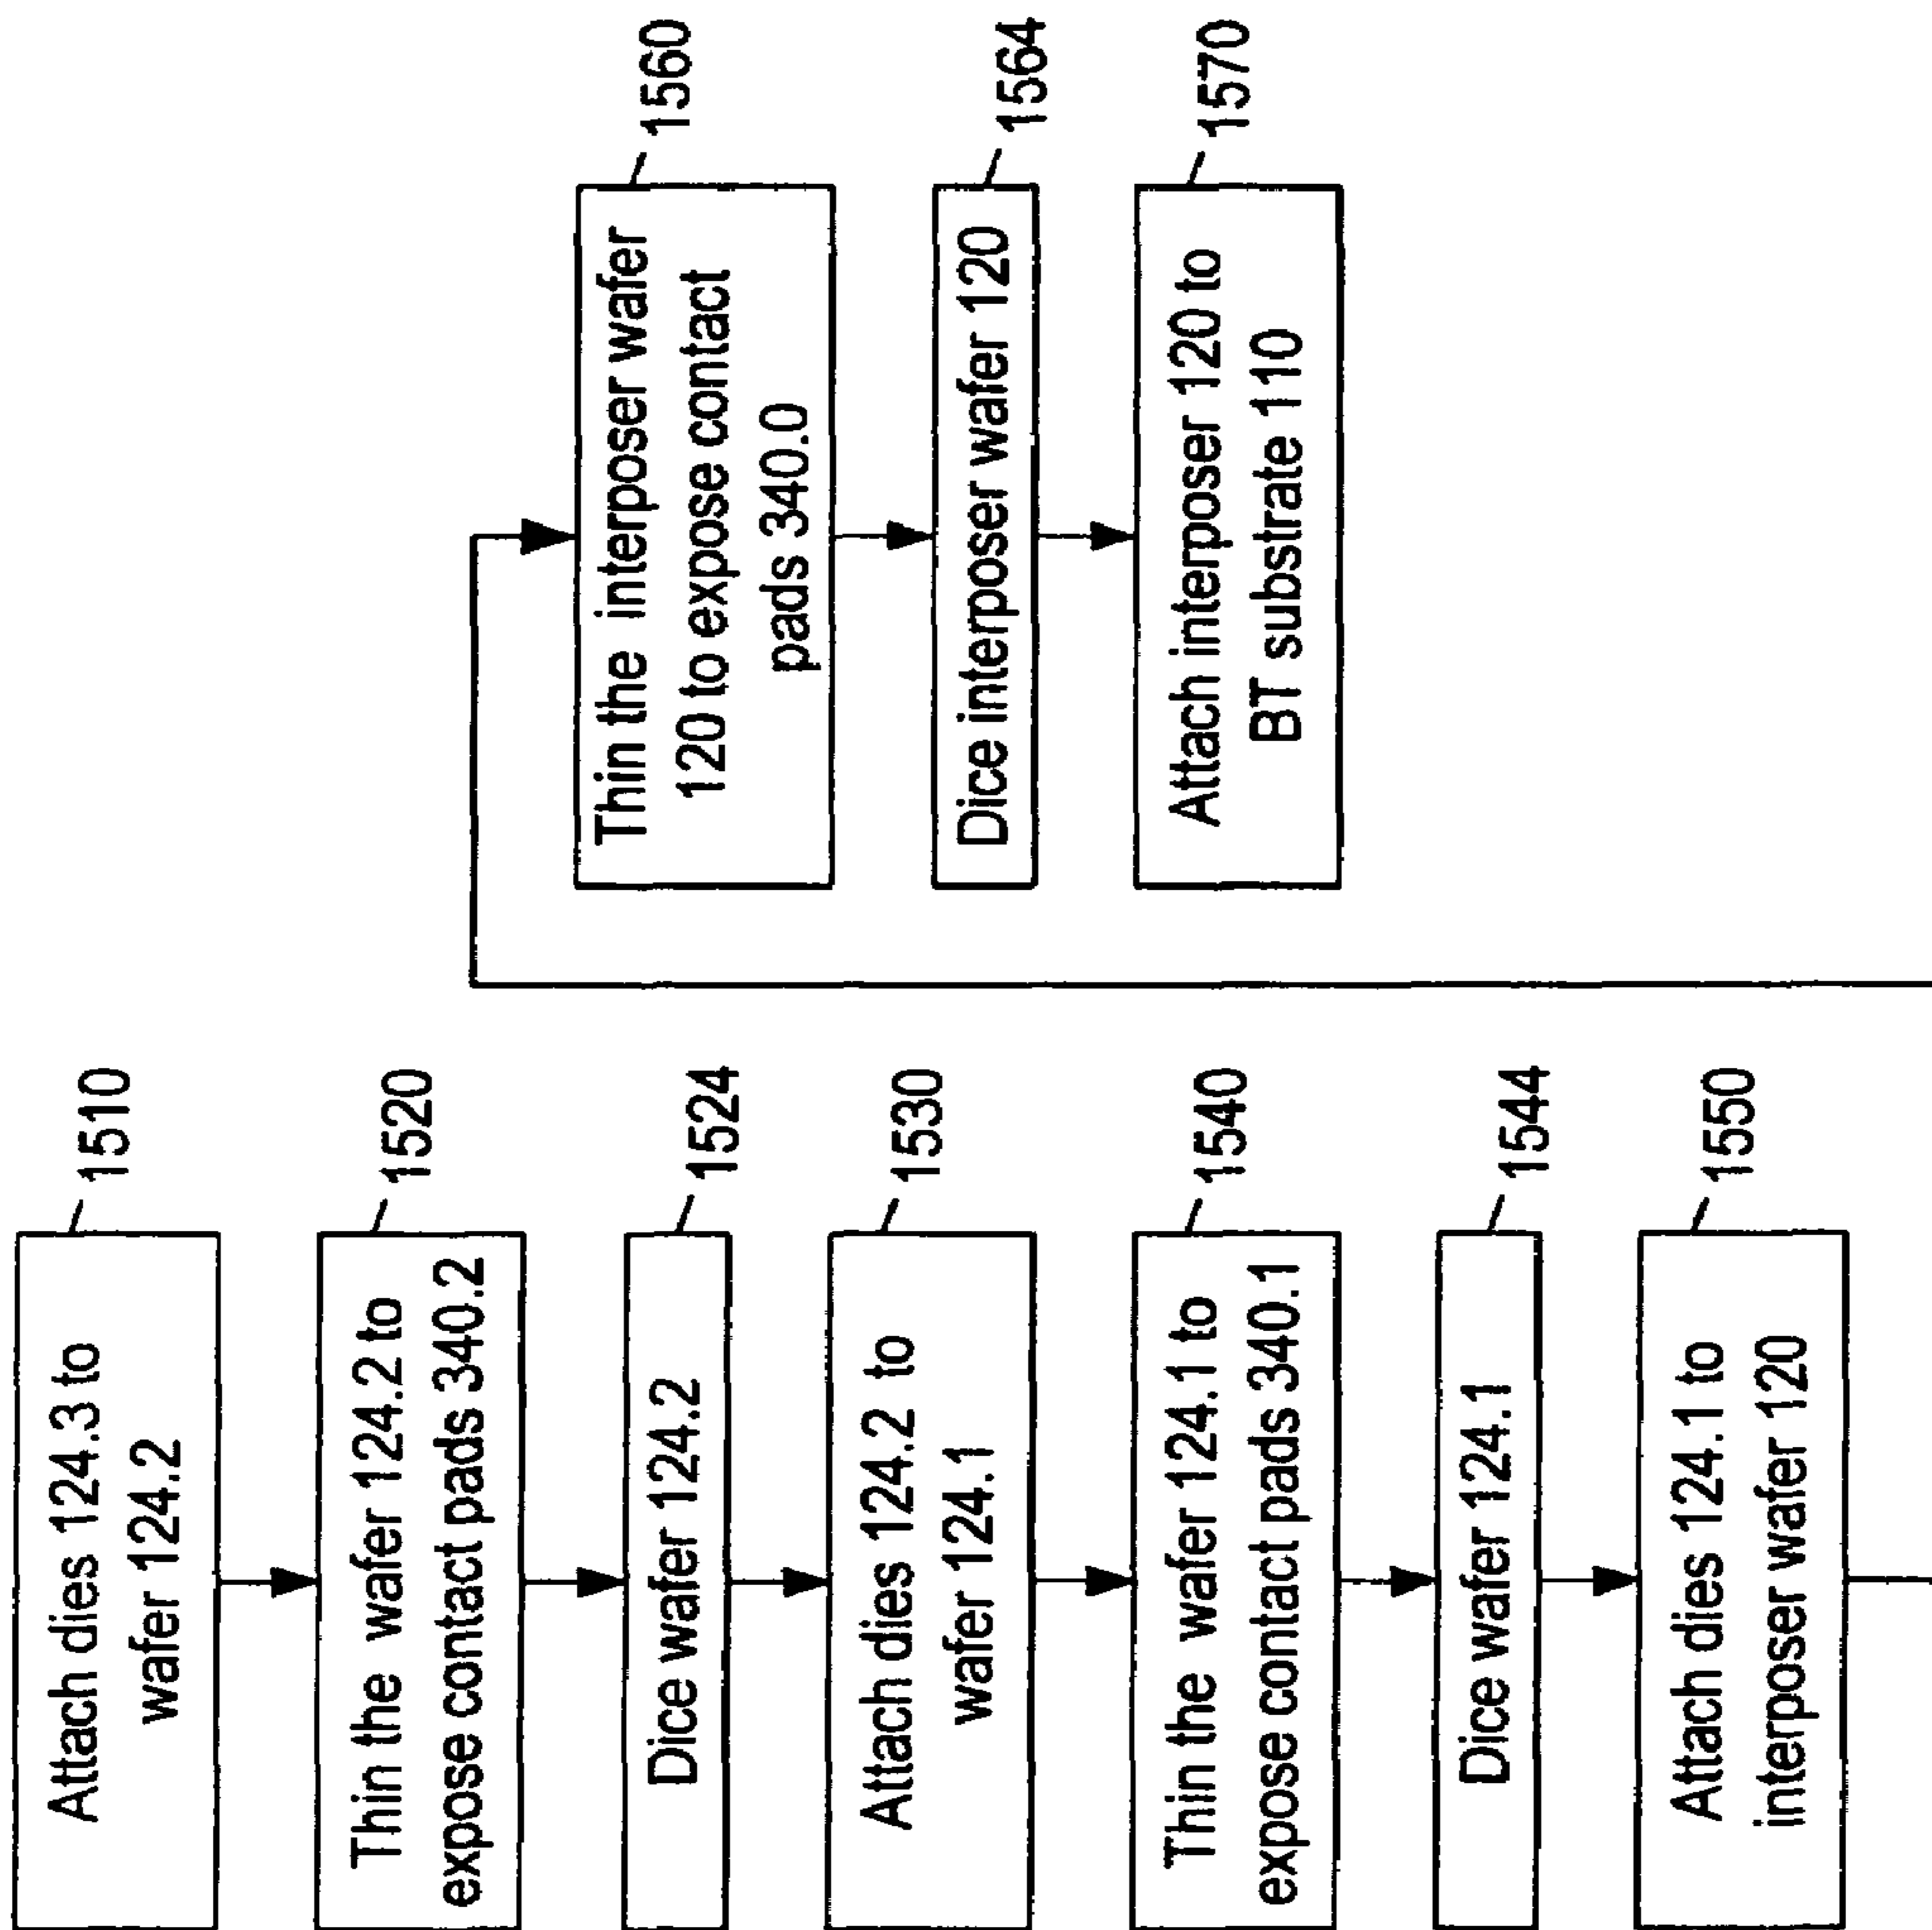 Attach dies 124.3 to
wafer 124.2
1510
Thin the wafer 124.2 to
expose contact pads 340.2
1520
Dice wafer 124.2
1524
Attach dies 124.2 to
wafer 124.1
1530
Thin the wafer 124.1 to
expose contact pads 340.1
1540
Dice wafer 124.1
1544
Attach dies 124.1 to
interposer wafer 120
1550
Thin the interposer wafer
120 to expose contact
pads 340.0
1560
Dice interposer wafer 120
1564
Attach interposer 120 to
BT substrate 110
1570